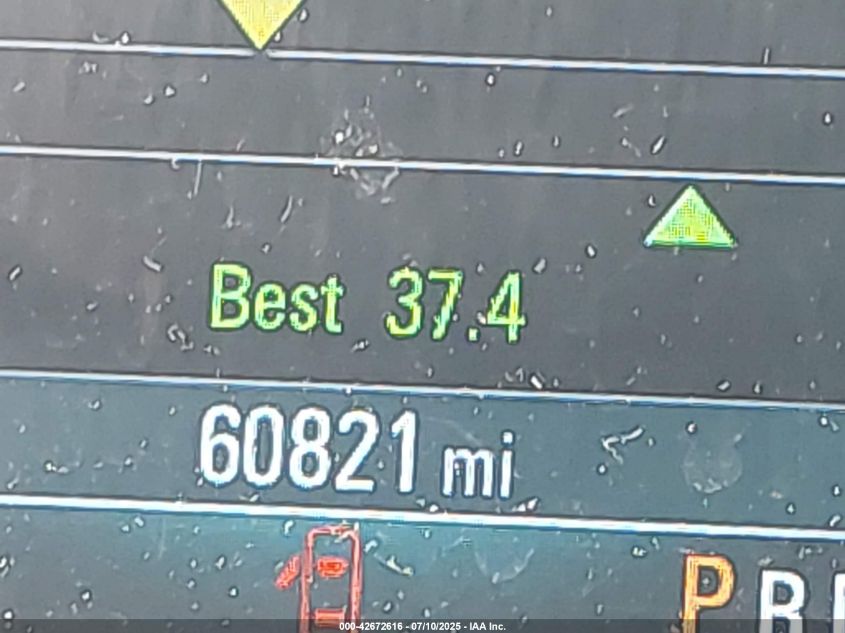 Best 37.4
60821 mi
P R
000-42672616 - 07/10/2025 - IAA Inc.